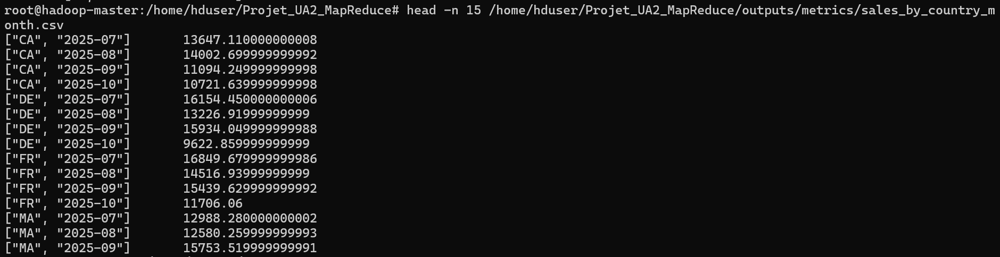 root@hadoop-master:/home/hduser/Projet_UA2_MapReduce# head -n 15 /home/hduser/Projet_UA2_MapReduce/outputs/metrics/sales_by_country_m
onth.csv
["CA", "2025-07"]	13647.110000000008
["CA", "2025-08"]	14002.699999999992
["CA", "2025-09"]	11094.249999999998
["CA", "2025-10"]	10721.639999999998
["DE", "2025-07"]	16154.450000000006
["DE", "2025-08"]	13226.91999999999
["DE", "2025-09"]	15934.049999999988
["DE", "2025-10"]	9622.859999999999
["FR", "2025-07"]	16849.679999999986
["FR", "2025-08"]	14516.93999999999
["FR", "2025-09"]	15439.629999999992
["FR", "2025-10"]	11706.06
["MA", "2025-07"]	12988.280000000002
["MA", "2025-08"]	12580.259999999993
["MA", "2025-09"]	15753.519999999991